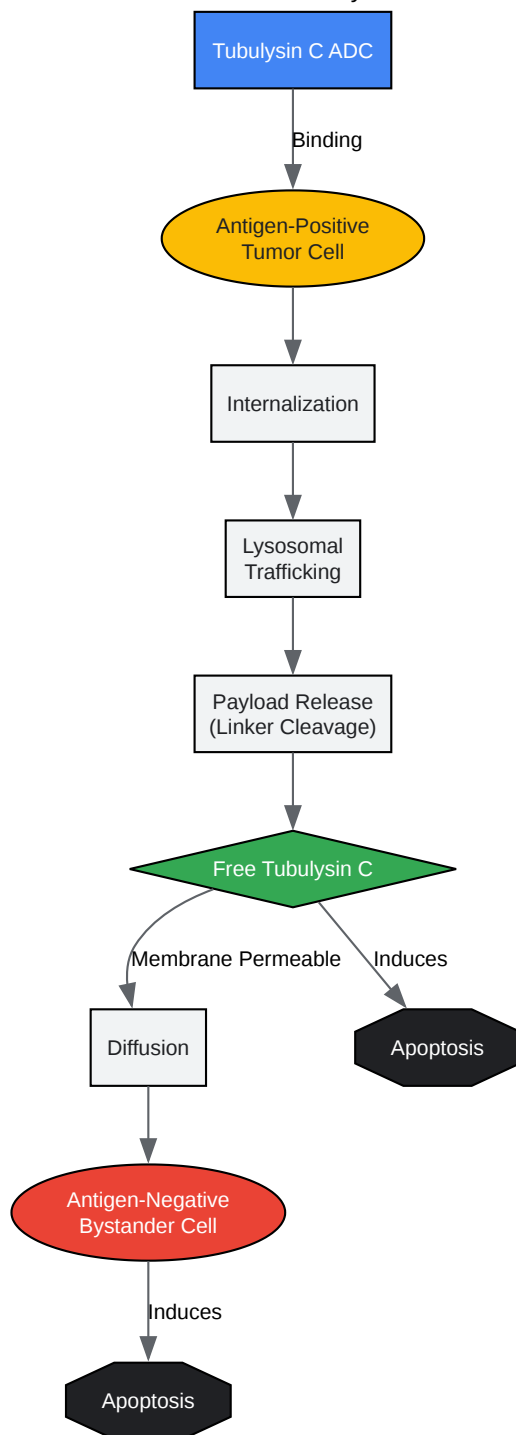 Tubulysin C ADC
Binding
Antigen-Positive
Tumor Cell
Internalization
Lysosomal
Trafficking
Payload Release
(Linker Cleavage)
Free Tubulysin C
Membrane Permeable
Induces
Diffusion
Apoptosis
Antigen-Negative
Bystander Cell
Induces
Apoptosis